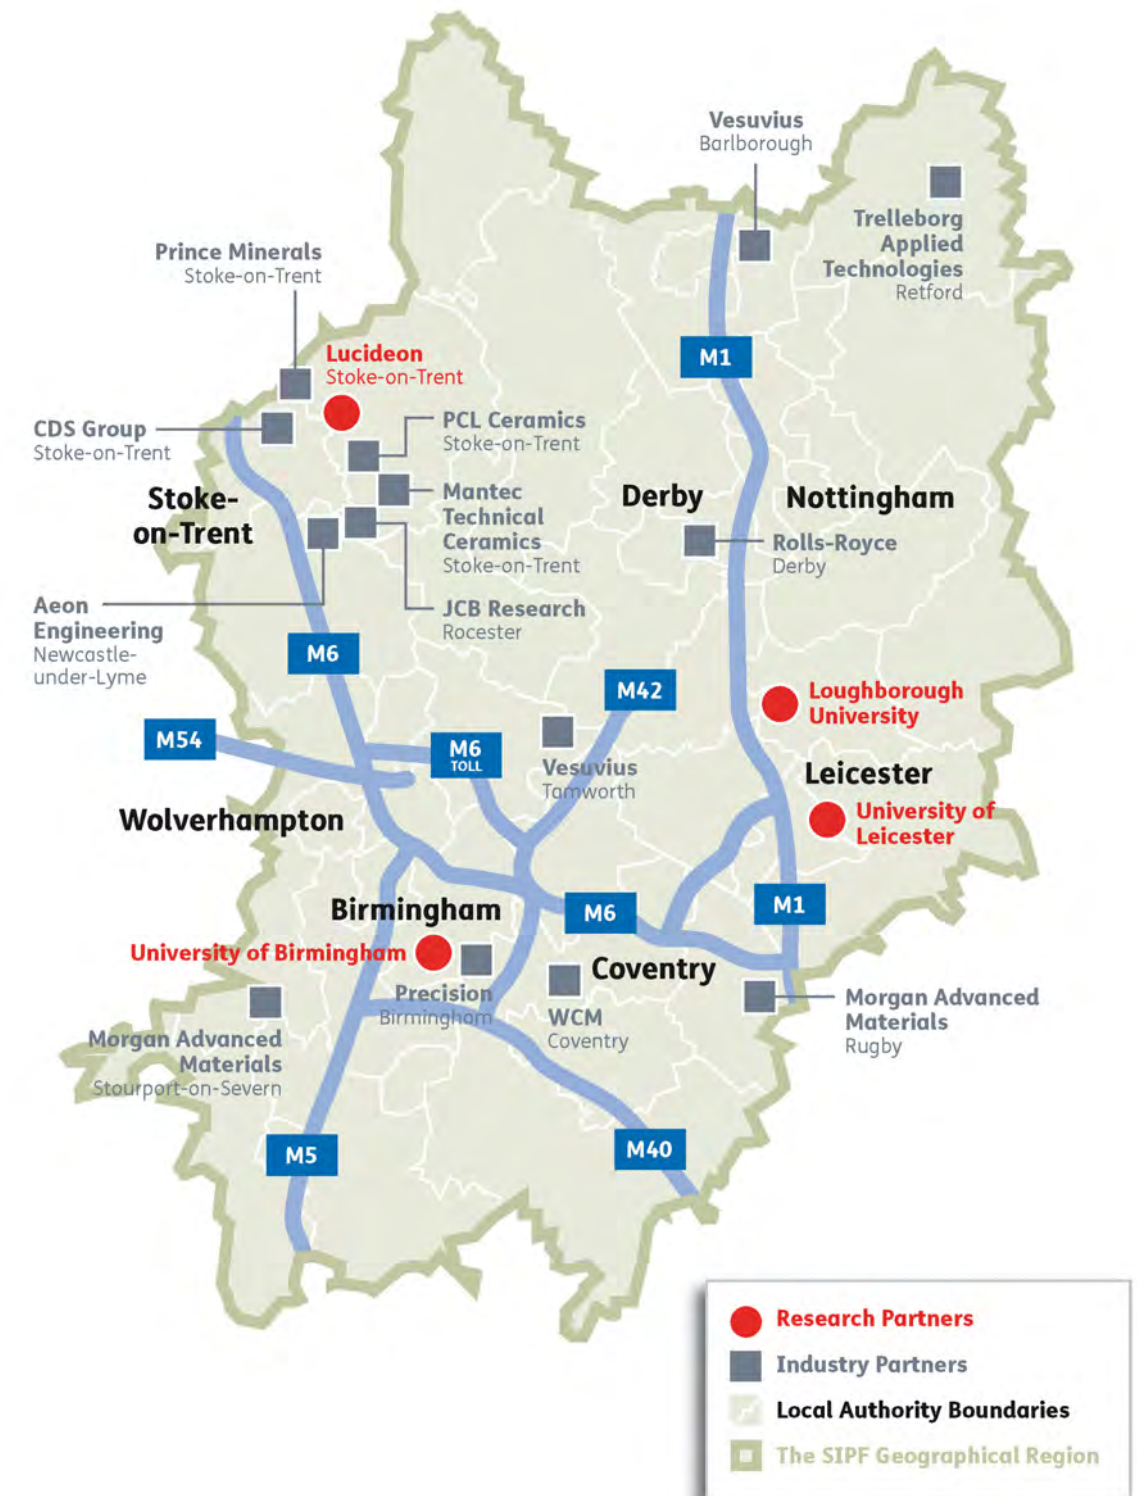 Vesuvius
Barlborough
Trelleborg
Applied
Technologies
Retford
Prince Minerals
Stoke-on-Trent
M1
Lucideon
Stoke-on-Trent
CDS Group
Stoke-on-Trent
PCL Ceramics
Stoke-on-Trent
Stoke-
on-Trent
Mantec
Technical
Ceramics
Stoke-on-Trent
Derby
Nottingham
Rolls-Royce
Derby
Aeon
Engineering
Newcastle-
under-Lyme
JCB Research
Rocester
M6
M42
Loughborough
University
M54
M6
TOLL
Vesuvius
Tamworth
Leicester
Wolverhampton
University of
Leicester
Birmingham
M6
M1
University of Birmingham
Precision
Birmingham
Coventry
WCM
Coventry
Morgan Advanced
Materials
Rugby
Morgan Advanced
Materials
Stourport-on-Severn
M5
M40
Research Partners
Industry Partners
Local Authority Boundaries
The SIPF Geographical Region